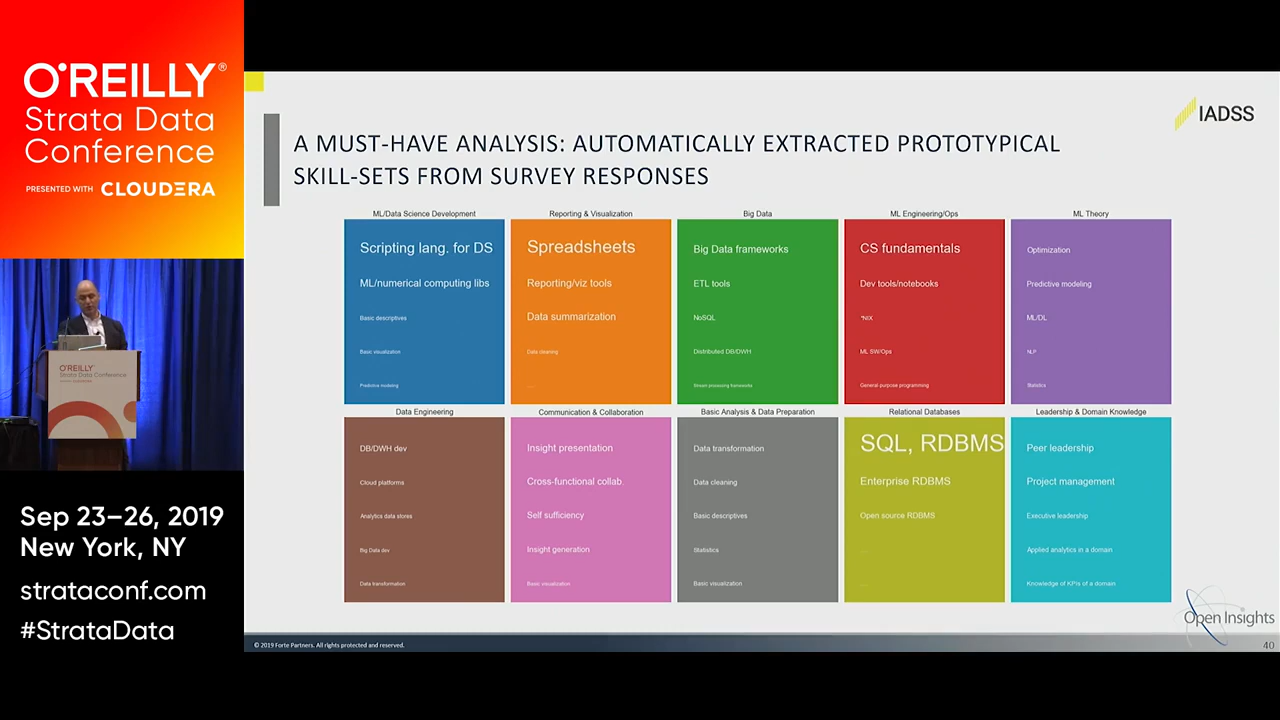 O'REILLY®
Strata Data
Conference
PRESENTED WITH CLOUDERA
O'REILLY
Strata Data Conference
Sep 23–26, 2019
New York, NY
strataconf.com
#StrataData
IADSS
A MUST-HAVE ANALYSIS: AUTOMATICALLY EXTRACTED PROTOTYPICAL
SKILL-SETS FROM SURVEY RESPONSES
ML/Data Science Development
Scripting lang. for DS
ML/numerical computing libs
Basic descriptives
Basic visualization
Predictive modeling
Reporting & Visualization
Spreadsheets
Reporting/viz tools
Data summarization
Data cleaning
Big Data
Big Data frameworks
ETL tools
NoSQL
Distributed DB/DWH
Stream processing frameworks
ML Engineering/Ops
CS fundamentals
Dev tools/notebooks
*NIX
ML SW/Ops
General purpose programming
ML Theory
Optimization
Predictive modeling
ML/DL
NLP
Statistics
Data Engineering
DB/DWH dev
Cloud platforms
Analytics data stores
Big Data dev
Data transformation
Communication & Collaboration
Insight presentation
Cross-functional collab.
Self sufficiency
Insight generation
Basic visualization
Basic Analysis & Data Preparation
Data transformation
Data cleaning
Basic descriptives
Statistics
Basic visualization
Relational Databases
SQL, RDBMS
Enterprise RDBMS
Open source RDBMS
Leadership & Domain Knowledge
Peer leadership
Project management
Executive leadership
Applied analytics in a domain
Knowledge of KPIs of a domain
Open Insights
© 2019 Forte Partners. All rights protected and reserved.
40